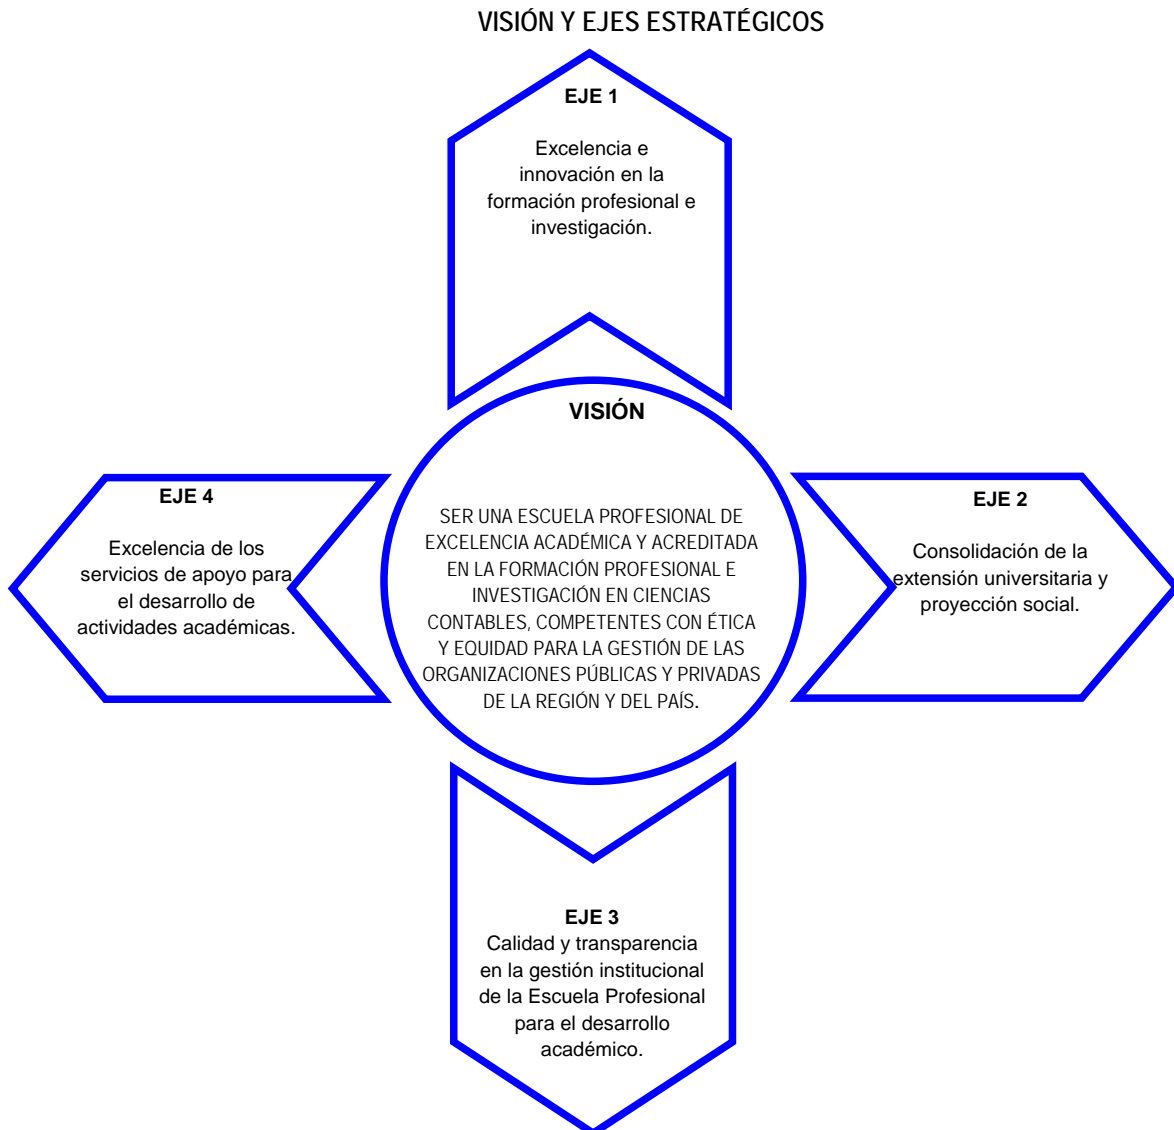 VISIÓN Y EJES ESTRATÉGICOS
EJE 1
Excelencia e
innovación en la
formación profesional e
investigación.
VISIÓN
SER UNA ESCUELA PROFESIONAL DE
EXCELENCIA ACADÉMICA Y ACREDITADA
EN LA FORMACIÓN PROFESIONAL E
INVESTIGACIÓN EN CIENCIAS
CONTABLES, COMPETENTES CON ÉTICA
Y EQUIDAD PARA LA GESTIÓN DE LAS
ORGANIZACIONES PÚBLICAS Y PRIVADAS
DE LA REGIÓN Y DEL PAÍS.
EJE 4
Excelencia de los
servicios de apoyo para
el desarrollo de
actividades académicas.
EJE 2
Consolidación de la
extensión universitaria y
proyección social.
EJE 3
Calidad y transparencia
en la gestión institucional
de la Escuela Profesional
para el desarrollo
académico.